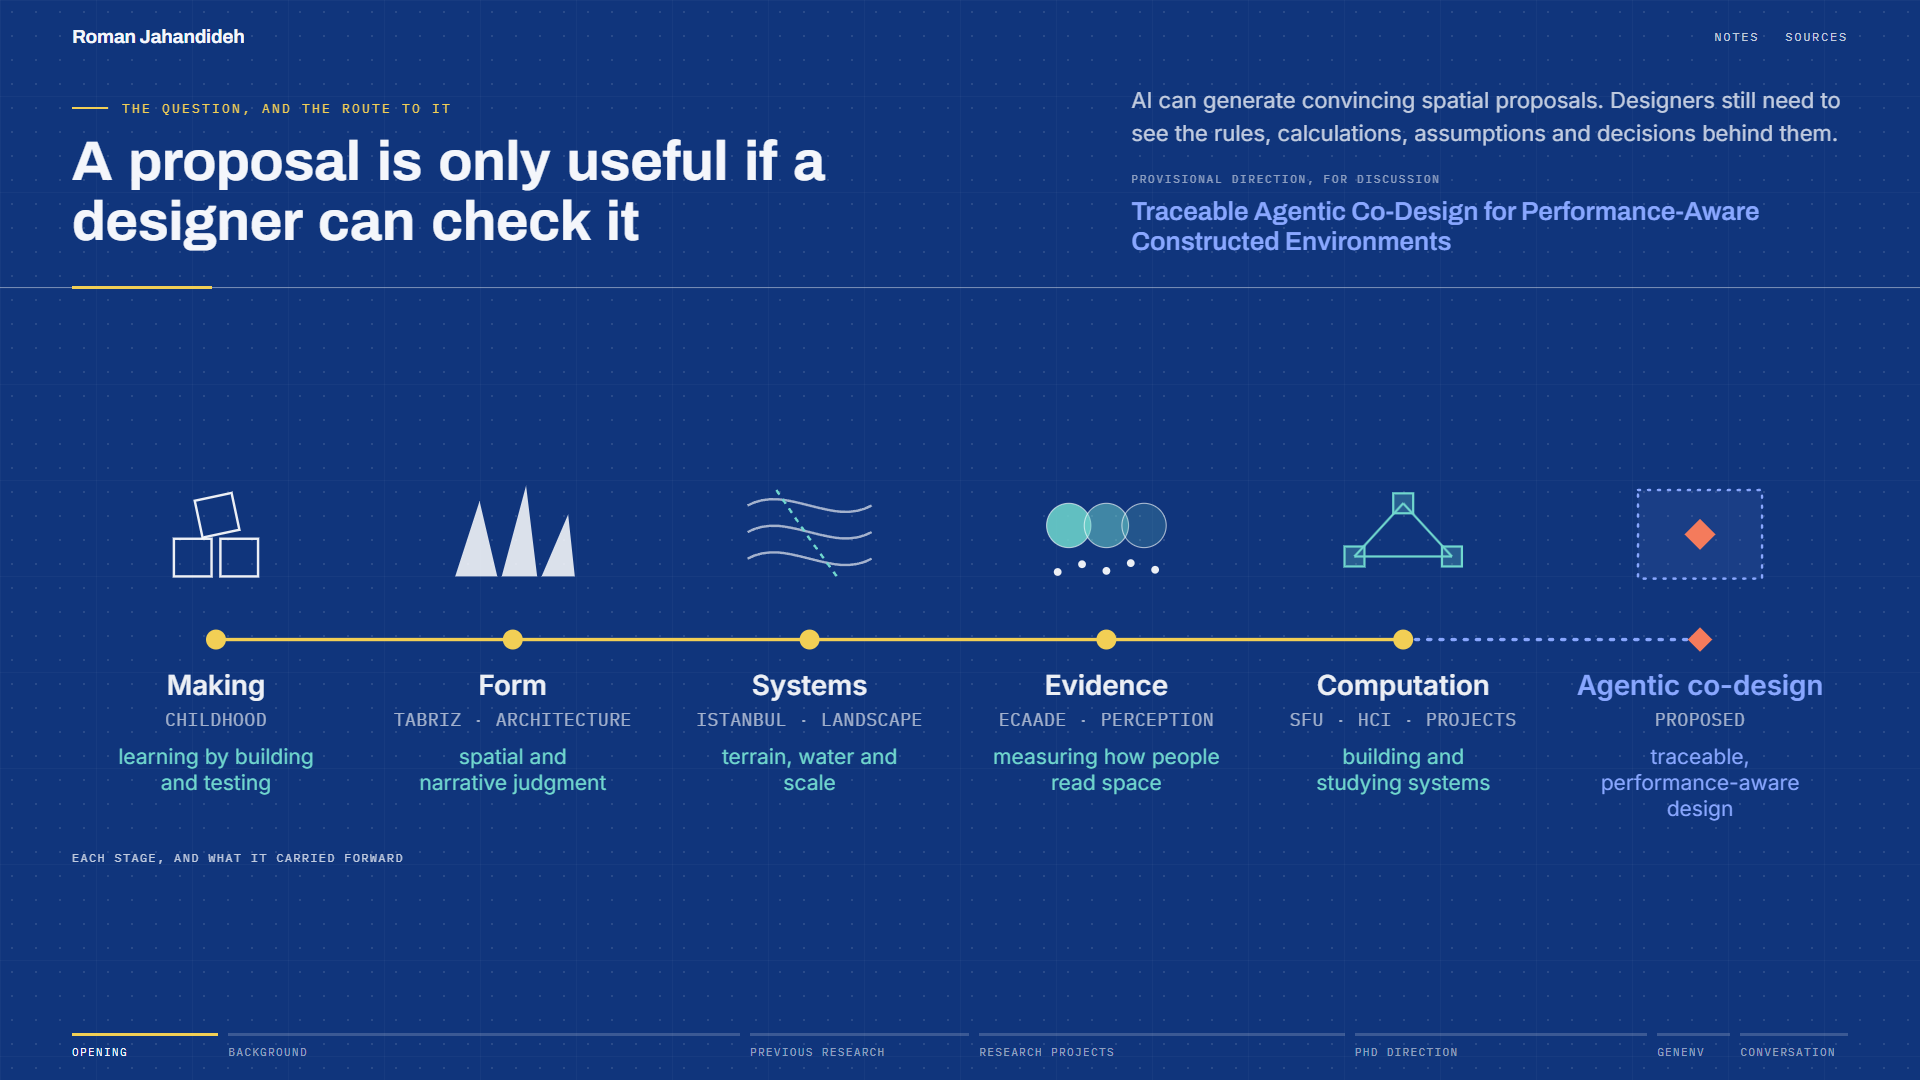 Roman Jahandideh
NOTES
SOURCES
THE QUESTION, AND THE ROUTE TO IT
A proposal is only useful if a
designer can check it
AI can generate convincing spatial proposals. Designers still need to
see the rules, calculations, assumptions and decisions behind them.
PROVISIONAL DIRECTION, FOR DISCUSSION
Traceable Agentic Co-Design for Performance-Aware
Constructed Environments
Making
CHILDHOOD
learning by building
and testing
Form
TABRIZ · ARCHITECTURE
spatial and
narrative judgment
Systems
ISTANBUL · LANDSCAPE
terrain, water and
scale
Evidence
ECAADE · PERCEPTION
measuring how people
read space
Computation
SFU · HCI · PROJECTS
building and
studying systems
Agentic co-design
PROPOSED
traceable,
performance-aware
design
EACH STAGE, AND WHAT IT CARRIED FORWARD
OPENING
BACKGROUND
PREVIOUS RESEARCH
RESEARCH PROJECTS
PHD DIRECTION
GENENV
CONVERSATION